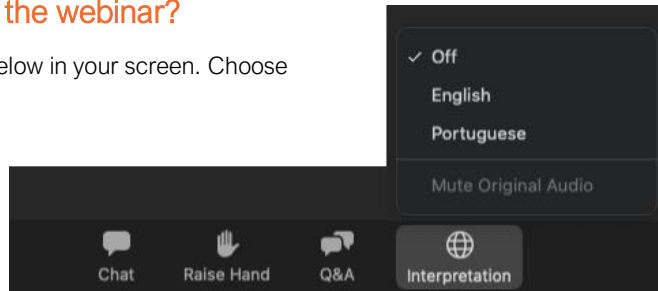 the webinar?
elow in your screen. Choose
Off
English
Portuguese
Mute Original Audio
Chat
Raise Hand
Q&A
Interpretation